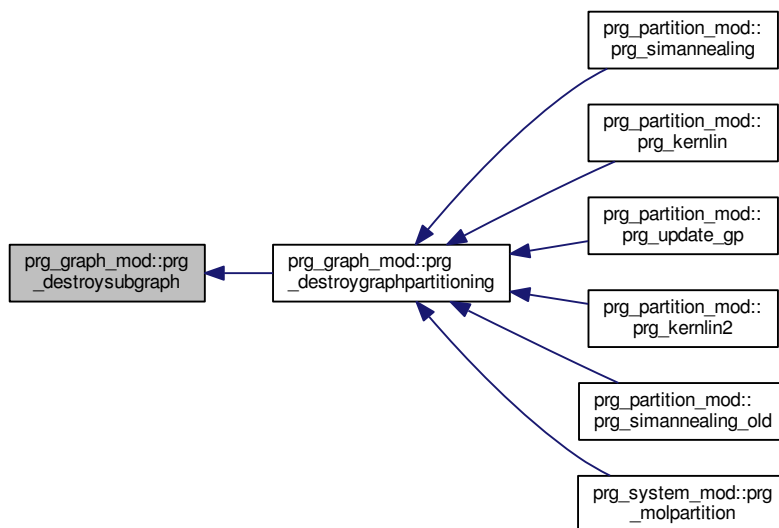 prg_partition_mod::
prg_simannealing
prg_partition_mod::
prg_kernlin
prg_partition_mod::
prg_update_gp
prg_graph_mod::prg
_destroysubgraph
prg_graph_mod::prg
_destroygraphpartitioning
prg_partition_mod::
prg_kernlin2
prg_partition_mod::
prg_simannealing_old
prg_system_mod::prg
_molpartition